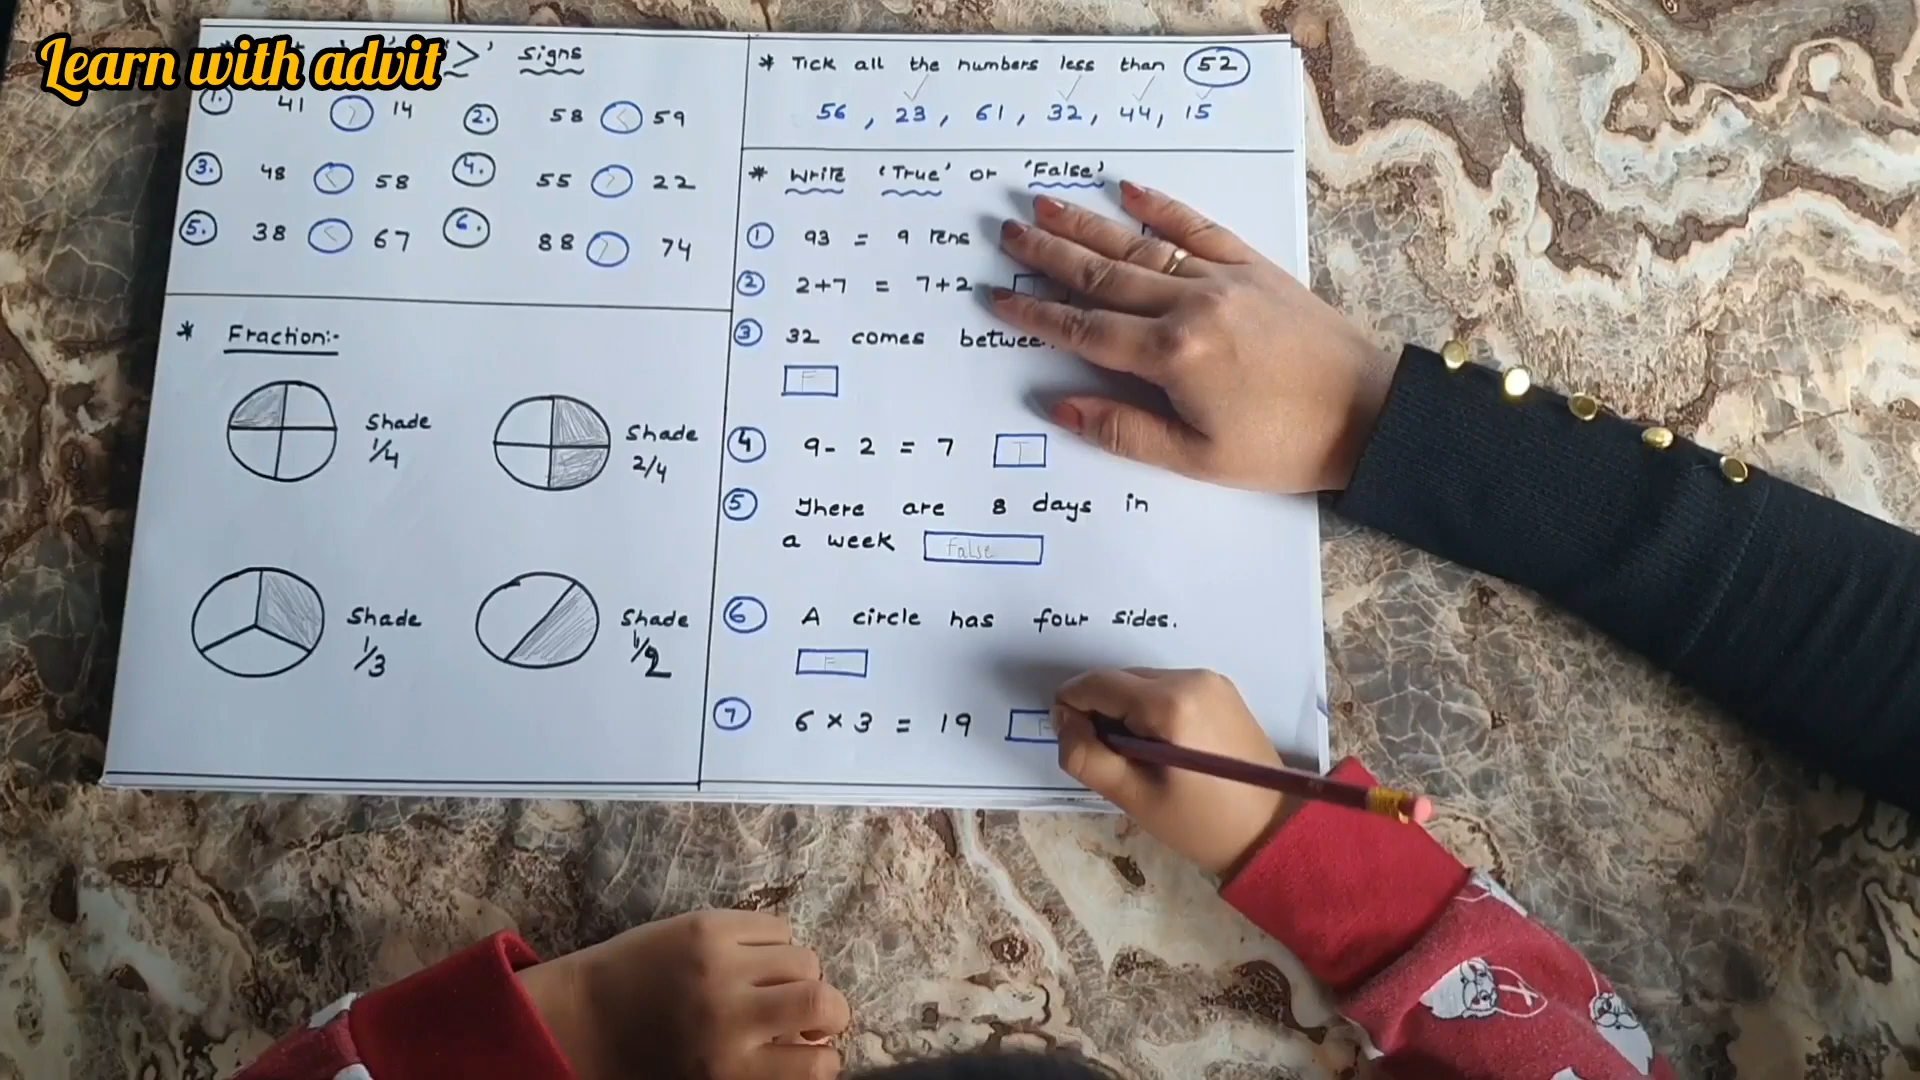 Learn with advit
'>' signs
1. 41 > 14
2. 58 < 59
3. 48 < 58
4. 55 > 22
5. 38 < 67
6. 88 > 74
* Fraction:-
Shade 1/4
Shade 2/4
Shade 1/3
Shade 1/2
* Tick all the numbers less than 52
56, 23, 61, 32, 44, 15
* Write 'True' or 'False'
1 93 = 9 tens
2 2+7 = 7+2
3 32 comes
F
4 9- 2 = 7 T
5 There are 8 days in
a week False
6 A circle has four sides.
F
7 6 × 3 = 19 F